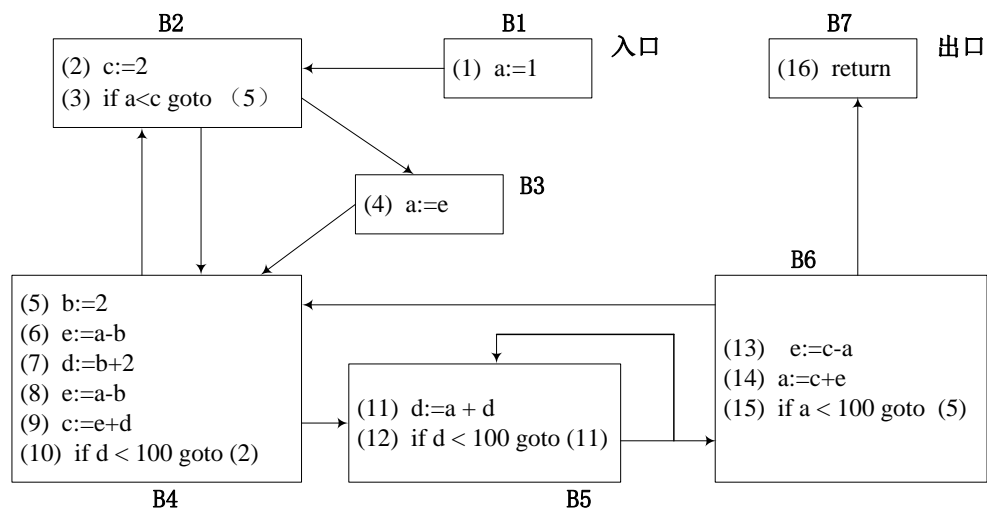 B2
B1
入口
B7
出口
(2) c:=2
(3) if a<c goto （5）
(1) a:=1
(16) return
(4) a:=e
B3
B6
(5) b:=2
(6) e:=a-b
(7) d:=b+2
(8) e:=a-b
(9) c:=e+d
(10) if d < 100 goto (2)
B4
(11) d:=a + d
(12) if d < 100 goto (11)
B5
(13) e:=c-a
(14) a:=c+e
(15) if a < 100 goto (5)